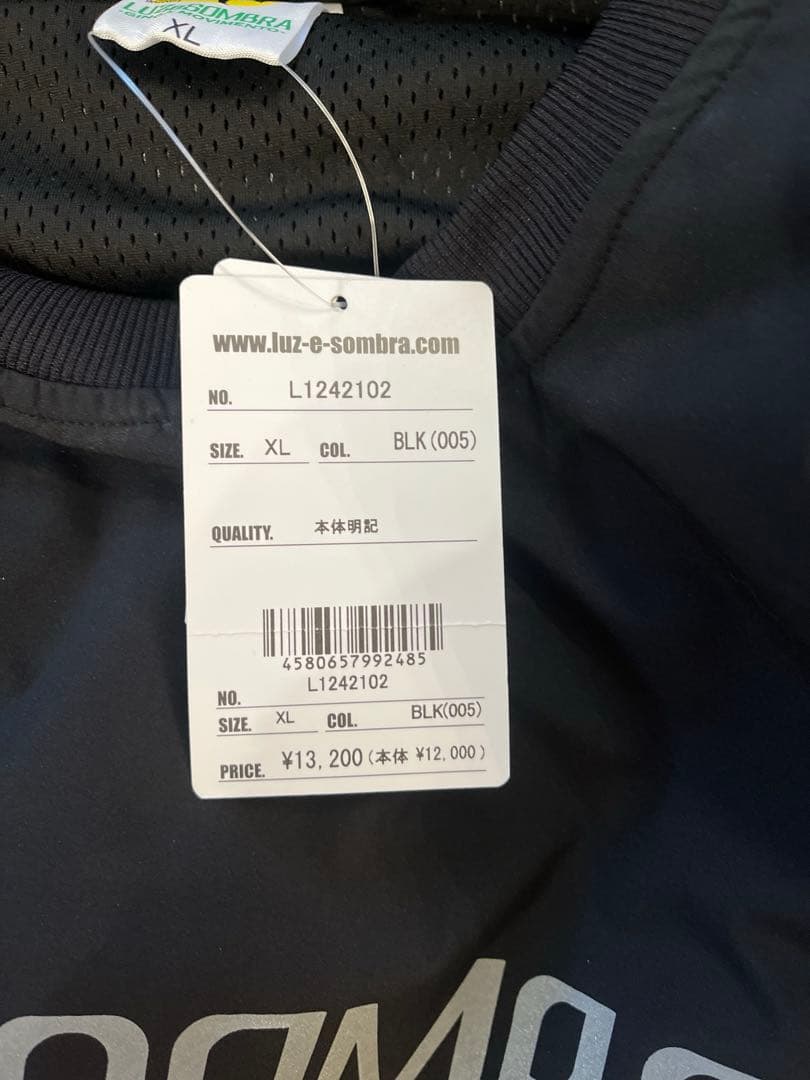 LUZeSOMBRA
XL
www.luz-e-sombra.com
NO. L1242102
SIZE. XL COL. BLK(005)
QUALITY. 本体明記
4580657992485
NO. L1242102
SIZE. XL COL. BLK(005)
PRICE. ¥13,200(本体 ¥12,000)